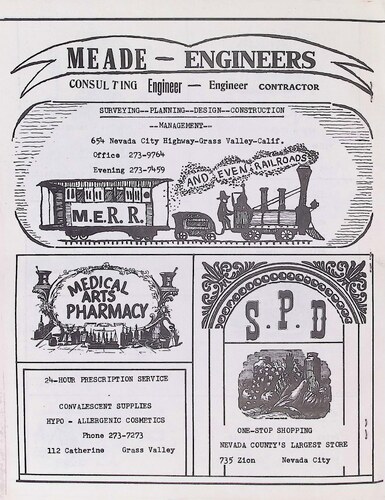 MEADE — ENGINEERS
CONSULTING Engineer — Engineer CONTRACTOR
SURVEYING--PLANNING--DESIGN--CONSTRUCTION
--MANAGEMENT--
654 Nevada City Highway-Grass Valley-Calif.
Office 273-9764
Evening 273-7459
AND EVEN RAILROADS
M.E.R.R.
MEDICAL
ARTS
PHARMACY
24-HOUR PRESCRIPTION SERVICE
CONVALESCENT SUPPLIES
HYPO - ALLERGENIC COSMETICS
Phone 273-7273
112 Catherine Grass Valley
S.P.D
ONE-STOP SHOPPING
NEVADA COUNTY'S LARGEST STORE
735 Zion Nevada City